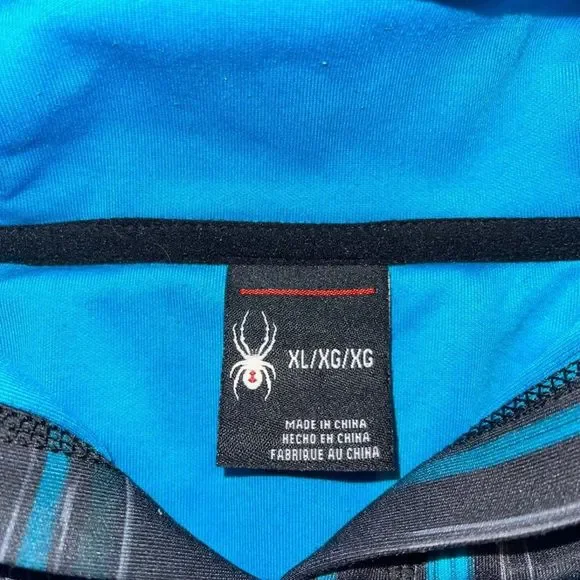 XL/XG/XG
MADE IN CHINA
HECHO EN CHINA
FABRIQUE AU CHINA